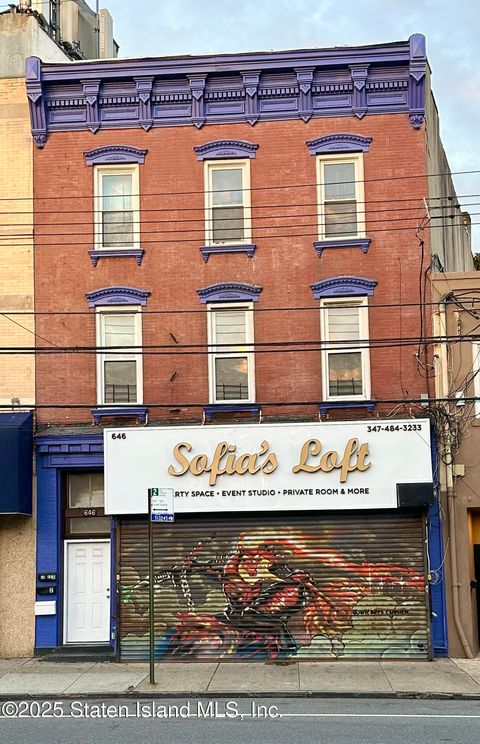 646
347-484-3233
Sofia's Loft
RTY SPACE • EVENT STUDIO • PRIVATE ROOM & MORE
646
©2025 Staten Island MLS, Inc.